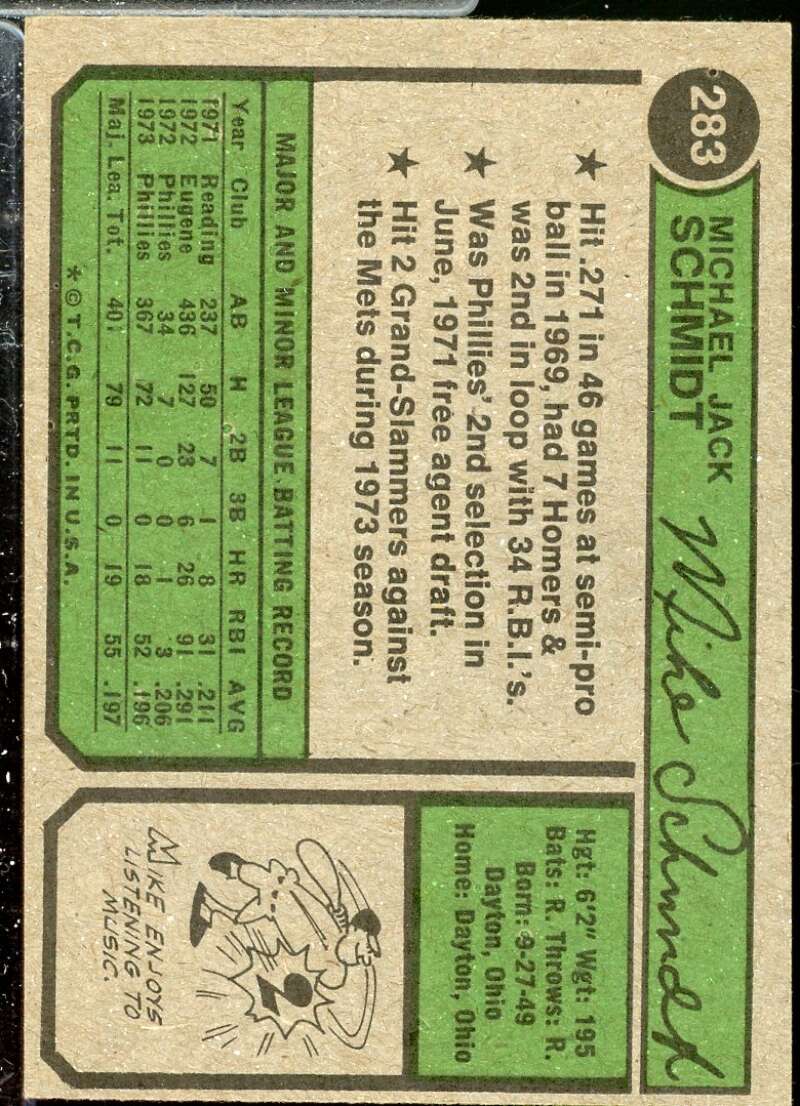 283
MICHAEL JACK
SCHMIDT
Mike Schmidt
★ Hit .271 in 46 games at semi-pro
ball in 1969, had 7 Homers &
was 2nd in loop with 34 R.B.I.'s.
★ Was Phillies' 2nd selection in
June, 1971 free agent draft.
★ Hit 2 Grand-Slammers against
the Mets during 1973 season.
Hgt: 6'2" Wgt: 195
Bats: R. Throws: R.
Born: 9-27-49
Dayton, Ohio
Home: Dayton, Ohio
MAJOR AND MINOR LEAGUE BATTING RECORD
Year Club AB H 2B 3B HR RBI AVG
1971 Reading 237 50 7 1 8 31 .211
1972 Eugene 436 127 23 6 26 91 .291
1972 Phillies 34 7 0 0 1 3 .206
1973 Phillies 367 72 11 0 18 52 .196
Maj. Lea. Tot. 401 79 11 0 19 55 .197
* © T.C.G. PRTD. IN U.S.A.
MIKE ENJOYS
LISTENING TO
MUSIC.